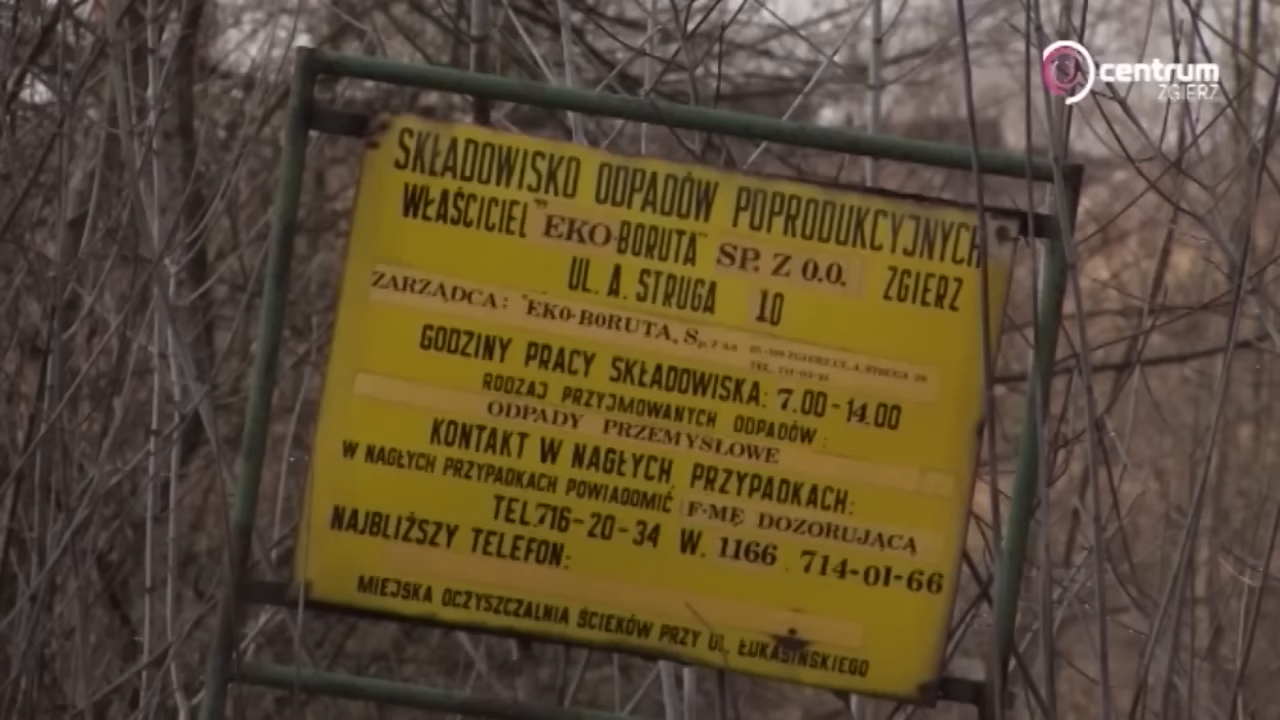 centrum
ZGIERZ
SKŁADOWISKO ODPADÓW POPRODUKCYJNYCH
WŁAŚCICIEL "EKO-BORUTA" SP. Z O.O. ZGIERZ
UL. A. STRUGA 10
ZARZĄDCA: "EKO-BORUTA, Sp. z o.o.
GODZINY PRACY SKŁADOWISKA: 7.00-14.00
RODZAJ PRZYJMOWANYCH ODPADÓW:
ODPADY PRZEMYSŁOWE
KONTAKT W NAGŁYCH PRZYPADKACH:
W NAGŁYCH PRZYPADKACH POWIADOMIĆ F-MĘ DOZORUJĄCĄ
TEL.716-20-34 W. 1166 714-01-66
NAJBLIŻSZY TELEFON:
MIEJSKA OCZYSZCZALNIA ŚCIEKÓW PRZY UL. ŁUKASIŃSKIEGO